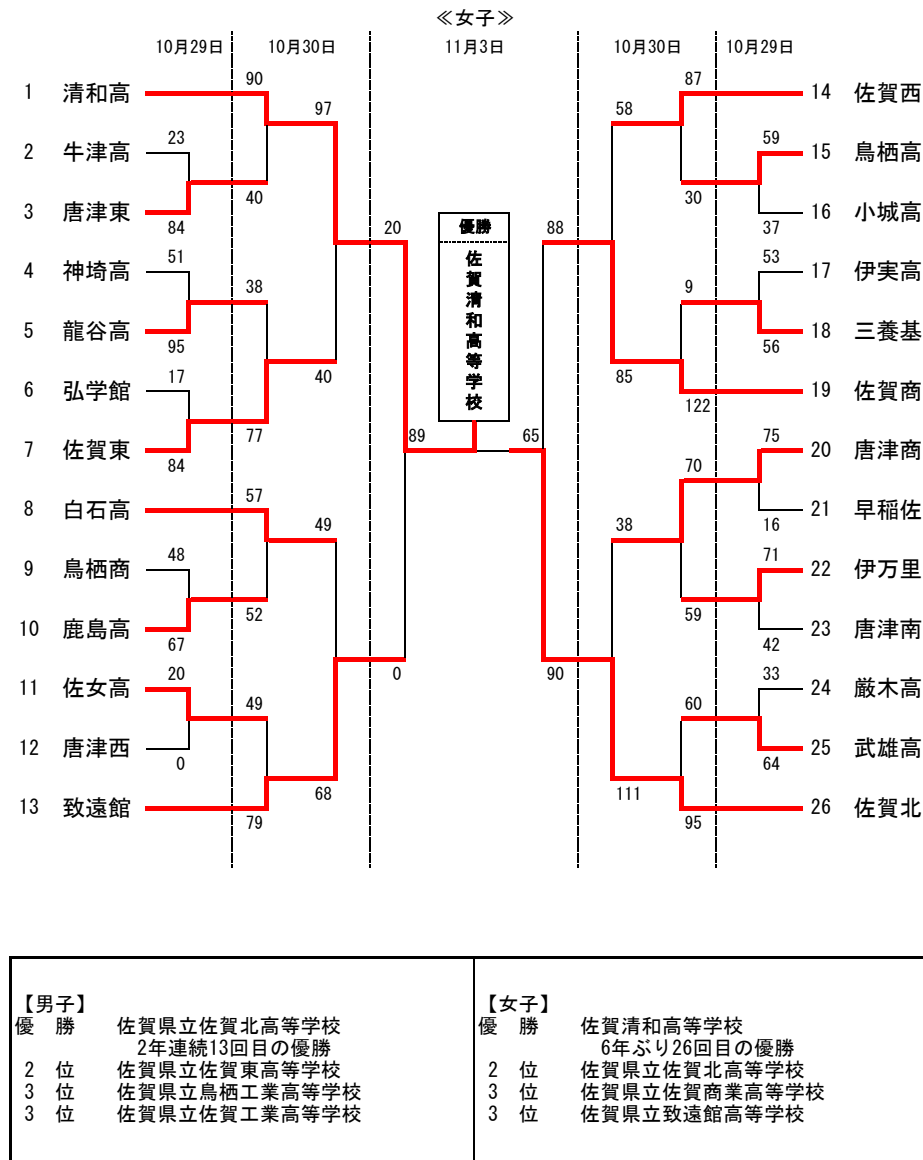 ≪女子≫
10月29日 10月30日 11月3日 10月30日 10月29日
90 87
1 清和高 14 佐賀西
97 58
23 59
2 牛津高 15 鳥栖高
40 30
3 唐津東 16 小城高
84 37
20 優勝 88
51 53
4 神埼高 17 伊実高
38 9
5 龍谷高 18 三養基
95 56
佐賀清和高等学校
17
40 85
6 弘学館 19 佐賀商
122
77
89 65 75
7 佐賀東 20 唐津商
84
70
57
8 白石高 21 早稲佐
49 38 16
48 71
9 鳥栖商 22 伊万里
52 59
10 鹿島高 23 唐津南
67 42
20 0 90 33
11 佐女高 24 厳木高
49 60
12 唐津西 25 武雄高
0 64
68 111
13 致遠館 26 佐賀北
79 95
【男子】
優 勝 佐賀県立佐賀北高等学校
2年連続13回目の優勝
2 位 佐賀県立佐賀東高等学校
3 位 佐賀県立鳥栖工業高等学校
3 位 佐賀県立佐賀工業高等学校
【女子】
優 勝 佐賀清和高等学校
6年ぶり26回目の優勝
2 位 佐賀県立佐賀北高等学校
3 位 佐賀県立佐賀商業高等学校
3 位 佐賀県立致遠館高等学校